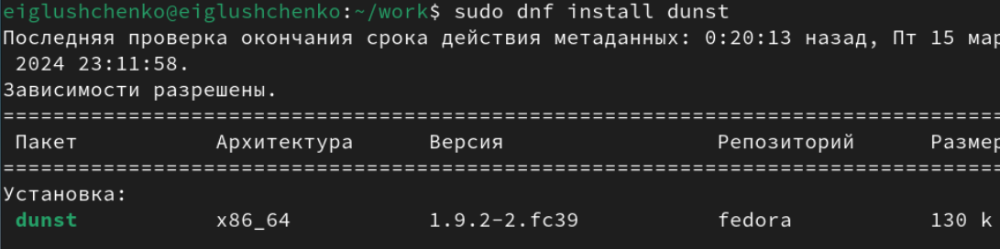 eiglushchenko@eiglushchenko:~/work$ sudo dnf install dunst
Последняя проверка окончания срока действия метаданных: 0:20:13 назад, Пт 15 мар
2024 23:11:58.
Зависимости разрешены.
================================================================================
Пакет Архитектура Версия Репозиторий Размер
================================================================================
Установка:
dunst x86_64 1.9.2-2.fc39 fedora 130 k